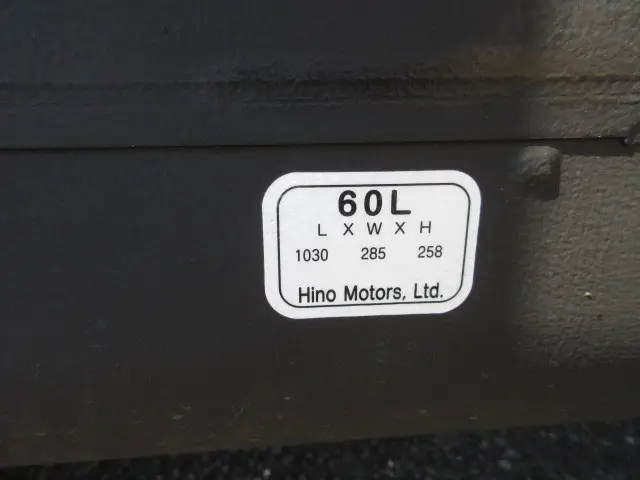 60L
L X W X H
1030 285 258
Hino Motors, Ltd.